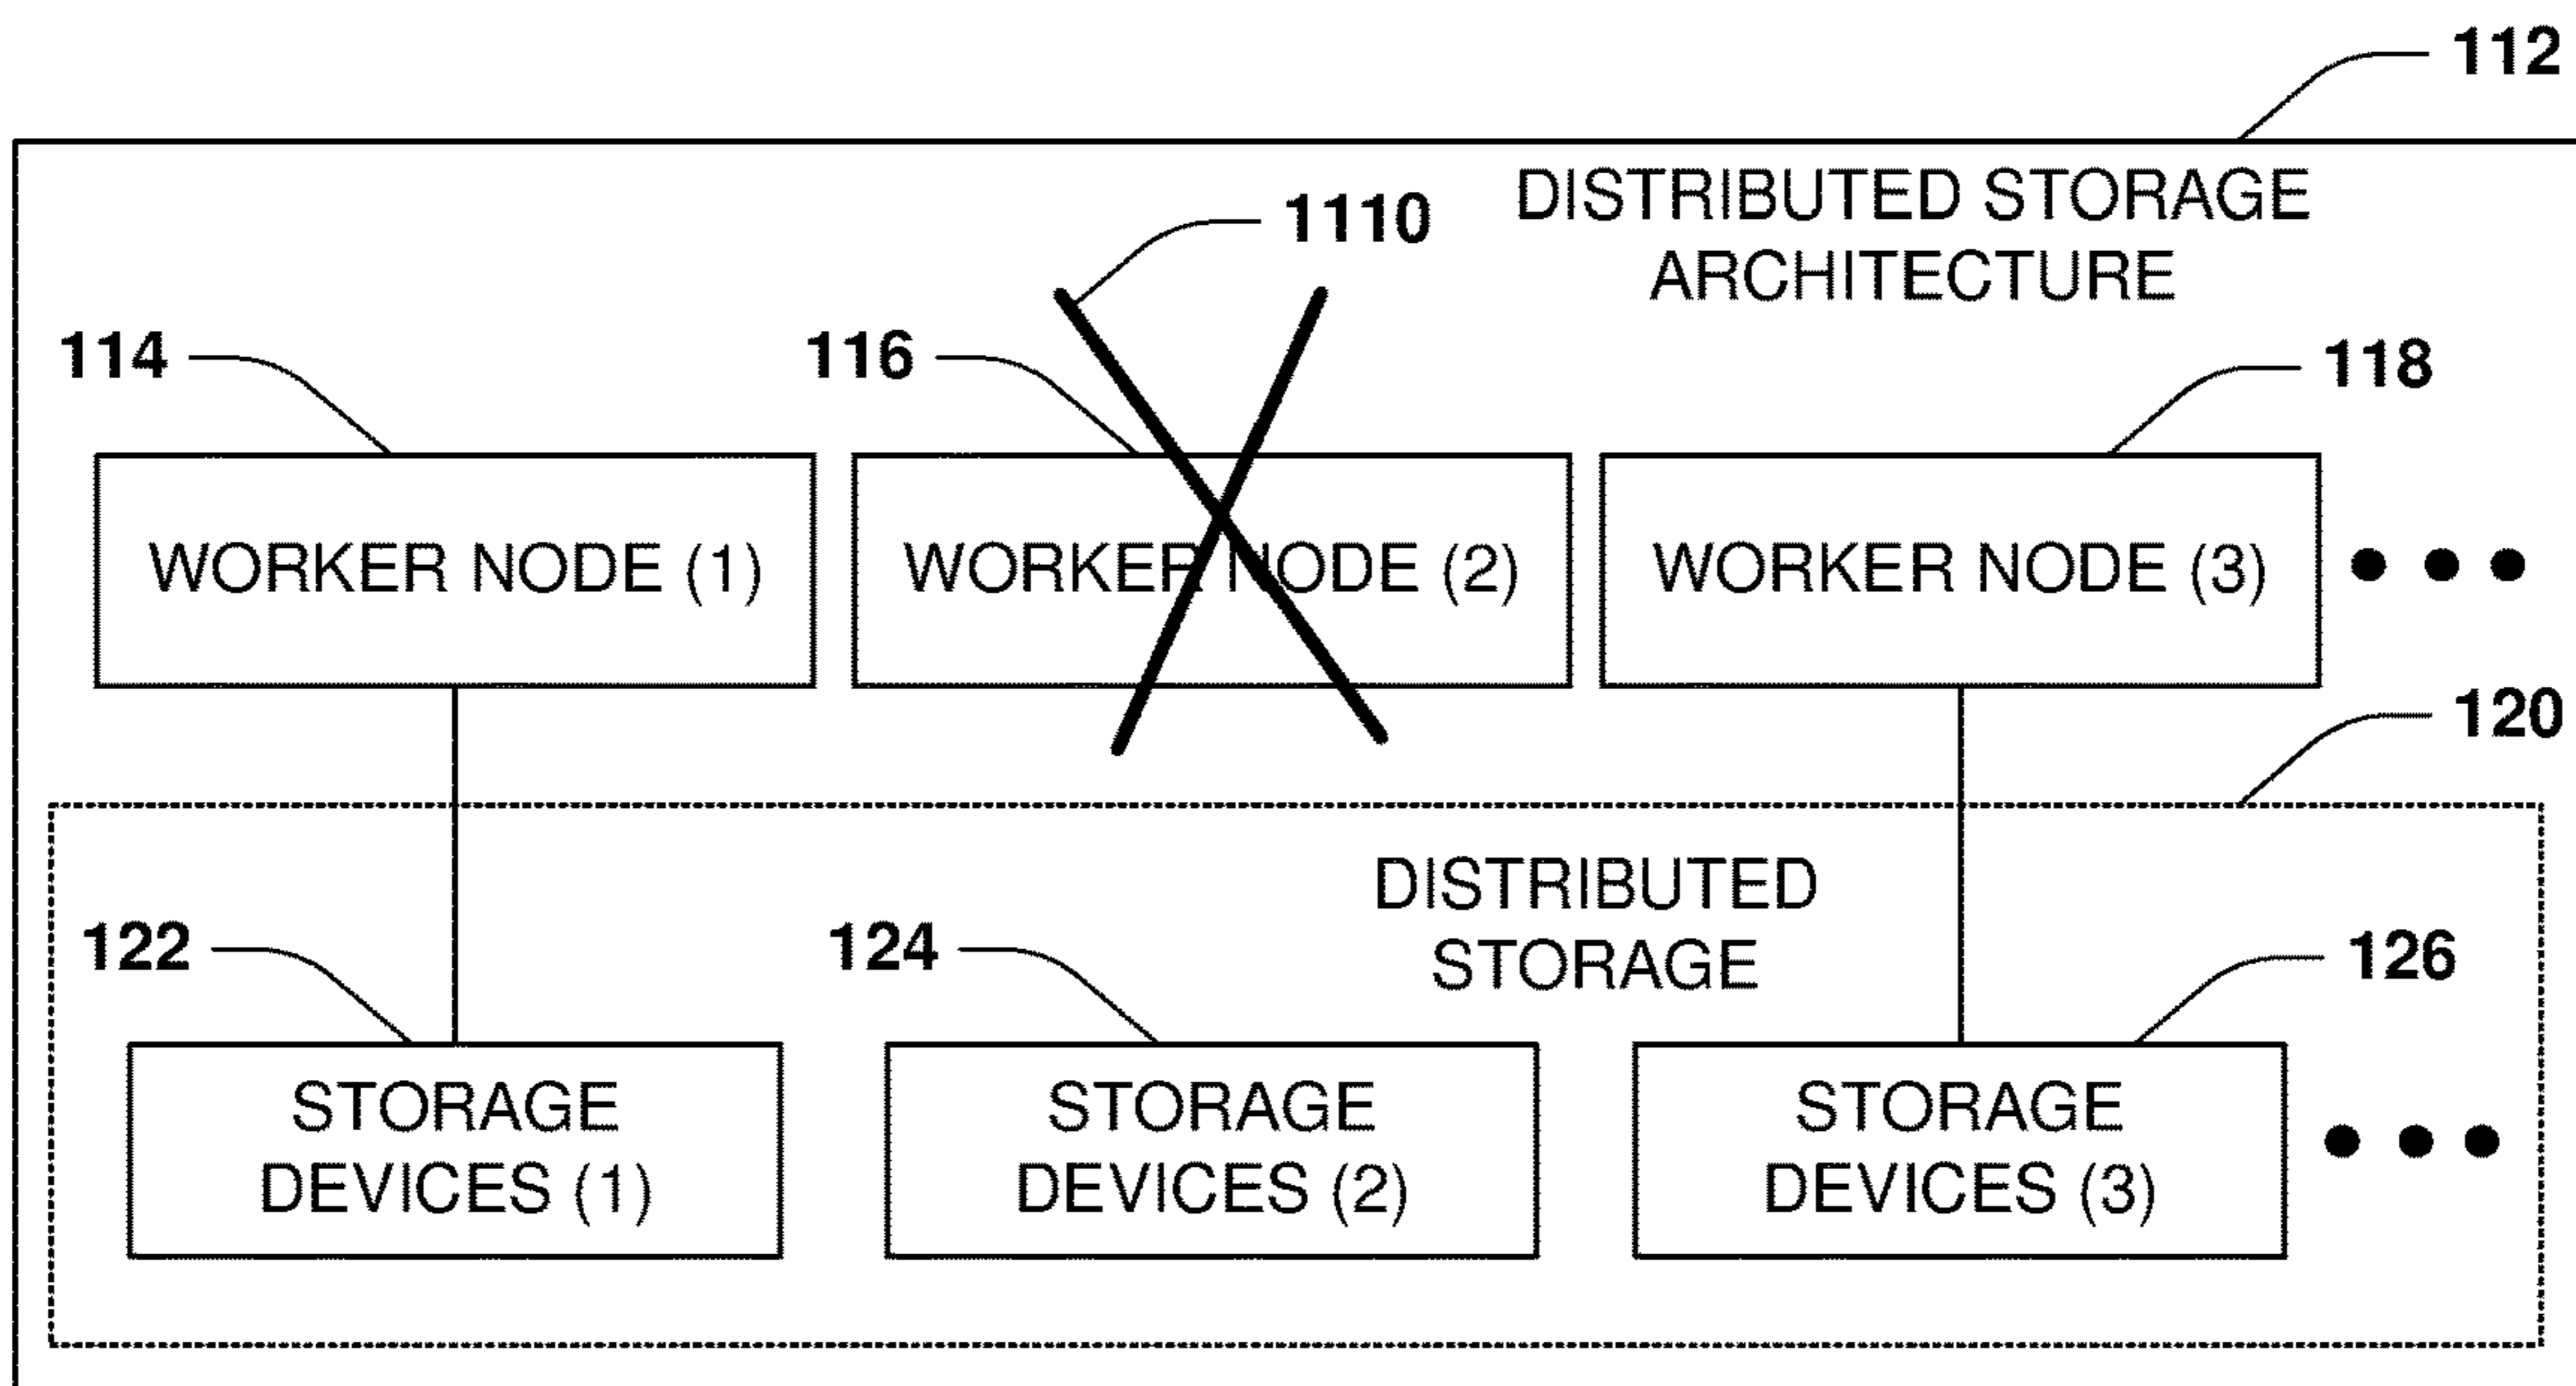 112
DISTRIBUTED STORAGE
ARCHITECTURE
1110
114
116
118
WORKER NODE (1)
WORKER NODE (2)
WORKER NODE (3)
120
DISTRIBUTED
STORAGE
122
124
126
STORAGE
DEVICES (1)
STORAGE
DEVICES (2)
STORAGE
DEVICES (3)